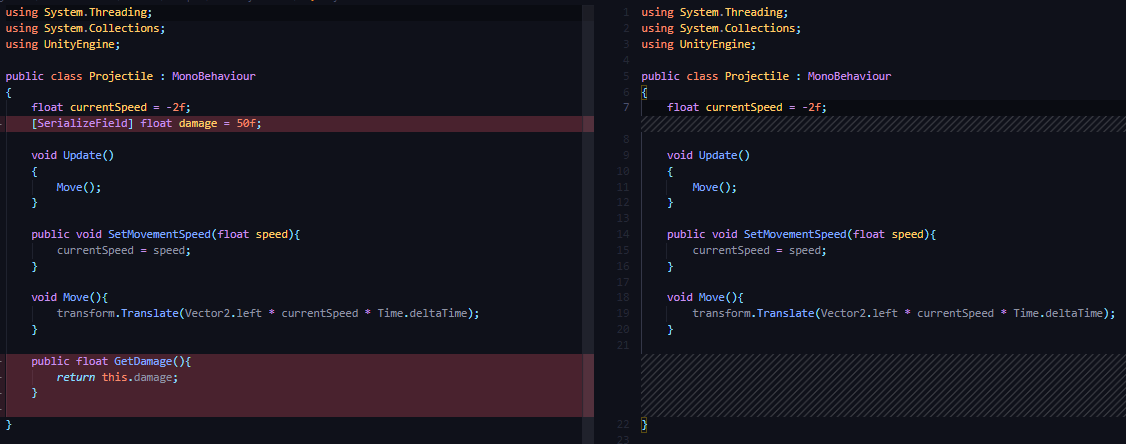 using System.Threading;
using System.Collections;
using UnityEngine;
public class Projectile : MonoBehaviour
{
float currentSpeed = -2f;
[SerializeField] float damage = 50f;
void Update()
{
Move();
}
public void SetMovementSpeed(float speed){
currentSpeed = speed;
}
void Move(){
transform.Translate(Vector2.left * currentSpeed * Time.deltaTime);
}
public float GetDamage(){
return this.damage;
}
}
1 using System.Threading;
2 using System.Collections;
3 using UnityEngine;
4
5 public class Projectile : MonoBehaviour
6 {
7 float currentSpeed = -2f;
8
9 void Update()
10 {
11 Move();
12 }
13
14 public void SetMovementSpeed(float speed){
15 currentSpeed = speed;
16 }
17
18 void Move(){
19 transform.Translate(Vector2.left * currentSpeed * Time.deltaTime);
20 }
21
22 }
23